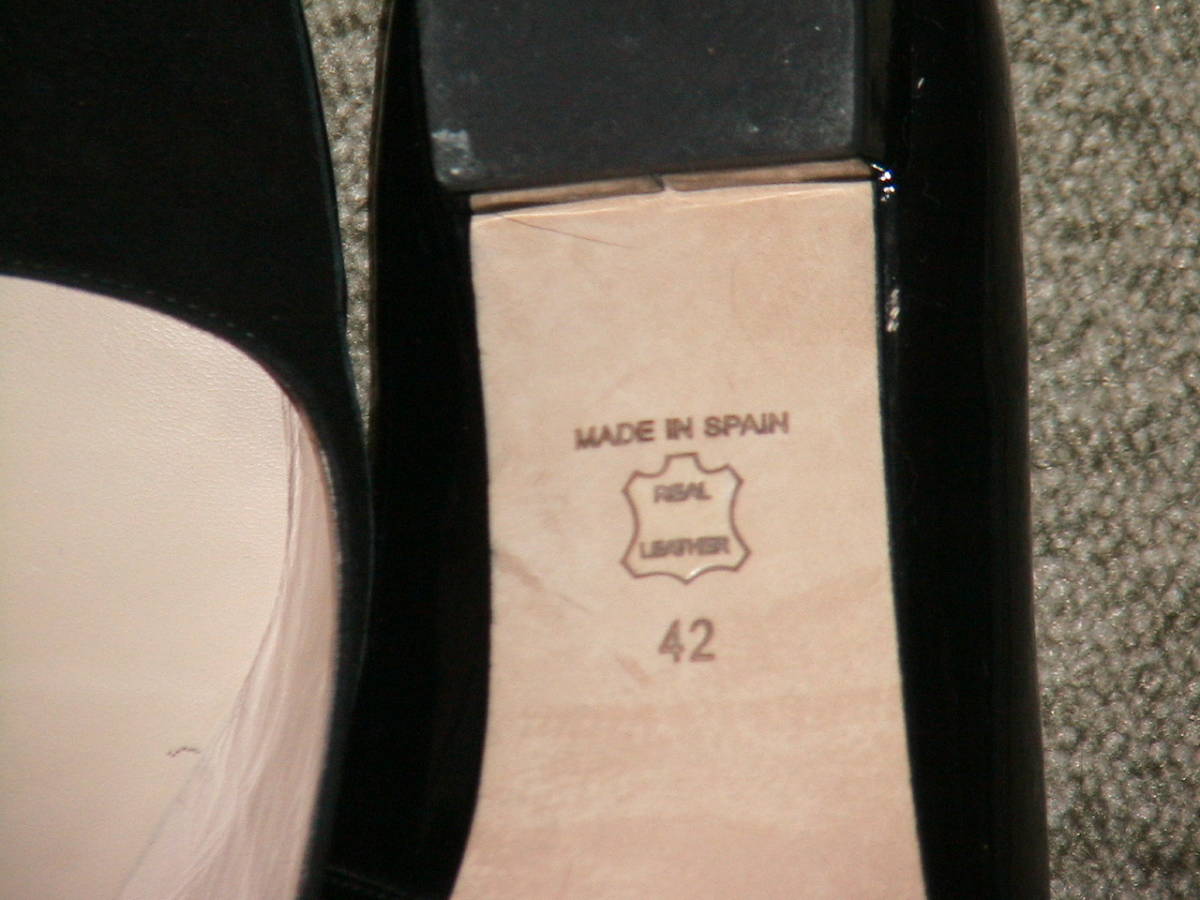 MADE IN SPAIN
REAL
LEATHER
42